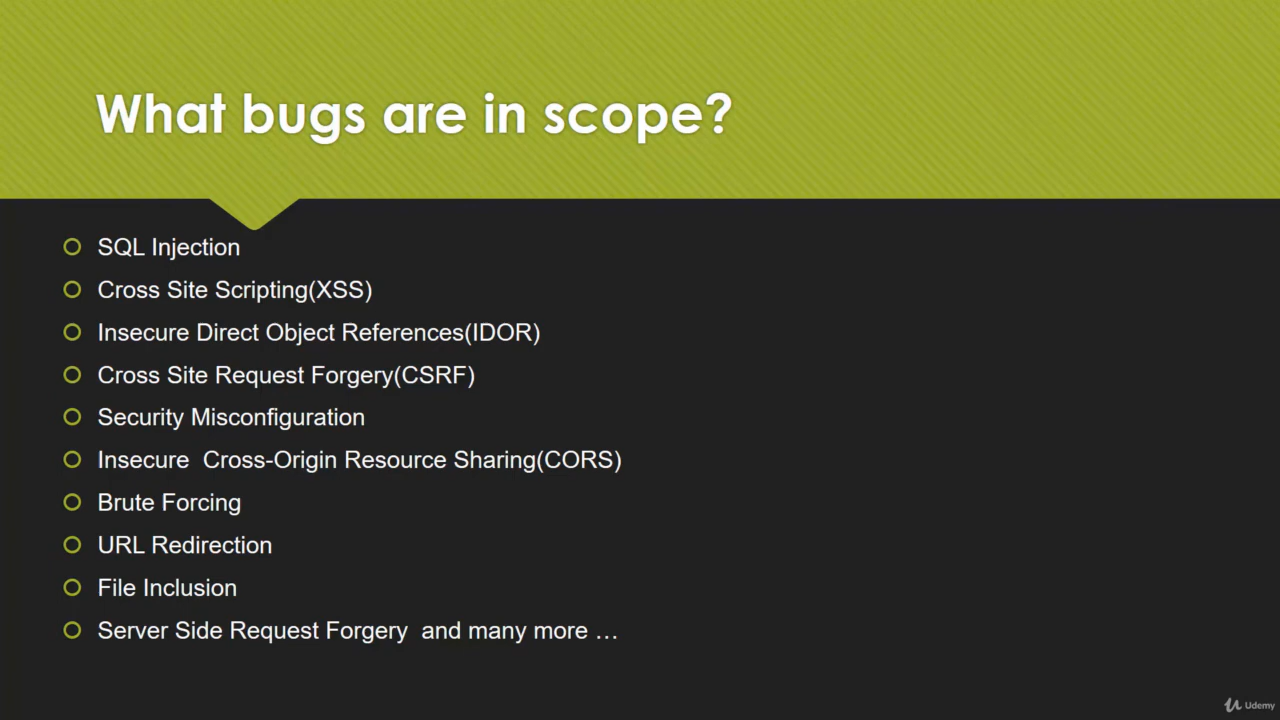 What bugs are in scope?
SQL Injection
Cross Site Scripting(XSS)
Insecure Direct Object References(IDOR)
Cross Site Request Forgery(CSRF)
Security Misconfiguration
Insecure  Cross-Origin Resource Sharing(CORS)
Brute Forcing
URL Redirection
File Inclusion
Server Side Request Forgery  and many more …
Udemy